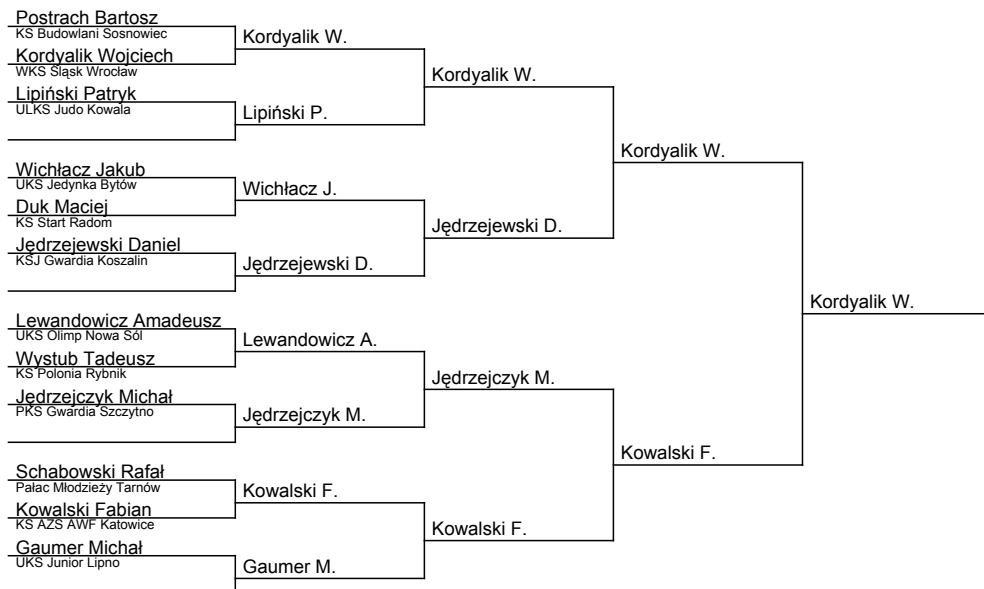 Postrach Bartosz
KS Budowlani Sosnowiec
Kordyalik Wojciech
WKS Śląsk Wrocław
Lipiński Patryk
ULKS Judo Kowala
Wichłacz Jakub
UKS Jedynka Bytów
Duk Maciej
KS Start Radom
Jędrzejewski Daniel
KSJ Gwardia Koszalin
Lewandowicz Amadeusz
UKS Olimp Nowa Sól
Wystub Tadeusz
KS Polonia Rybnik
Jędrzejczyk Michał
PKS Gwardia Szczytno
Schabowski Rafał
Pałac Młodzieży Tarnów
Kowalski Fabian
KS AZS AWF Katowice
Gaumer Michał
UKS Junior Lipno
Kordyalik W.
Lipiński P.
Wichłacz J.
Jędrzejewski D.
Lewandowicz A.
Jędrzejczyk M.
Kowalski F.
Gaumer M.
Kordyalik W.
Jędrzejewski D.
Jędrzejczyk M.
Kowalski F.
Kordyalik W.
Kowalski F.
Kordyalik W.